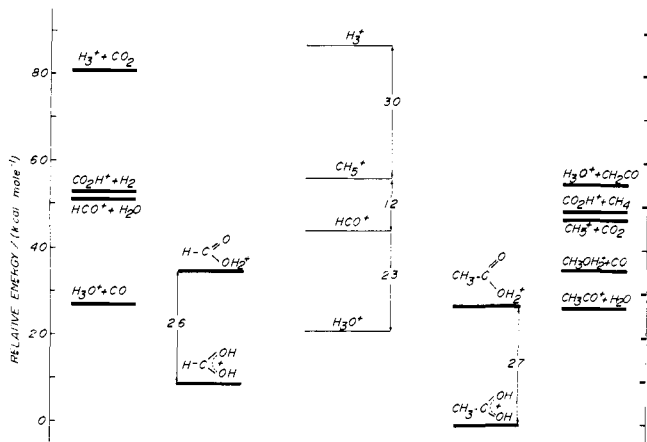 RELATIVE ENERGY / (kcal mole⁻¹)
80
60
40
20
0
H₃⁺ + CO₂
CO₂H⁺ + H₂
HCO⁺ + H₂O
H₃O⁺ + CO
H-C
O
OH₂⁺
26
H-C
OH
+
OH
H₃⁺
30
CH₅⁺
12
HCO⁺
23
H₃O⁺
CH₃-C
O
OH₂⁺
27
CH₃-C
OH
+
OH
H₃O⁺ + CH₂CO
CO₂H⁺ + CH₄
CH₅⁺ + CO₂
CH₃OH₂⁺ + CO
CH₃CO⁺ + H₂O